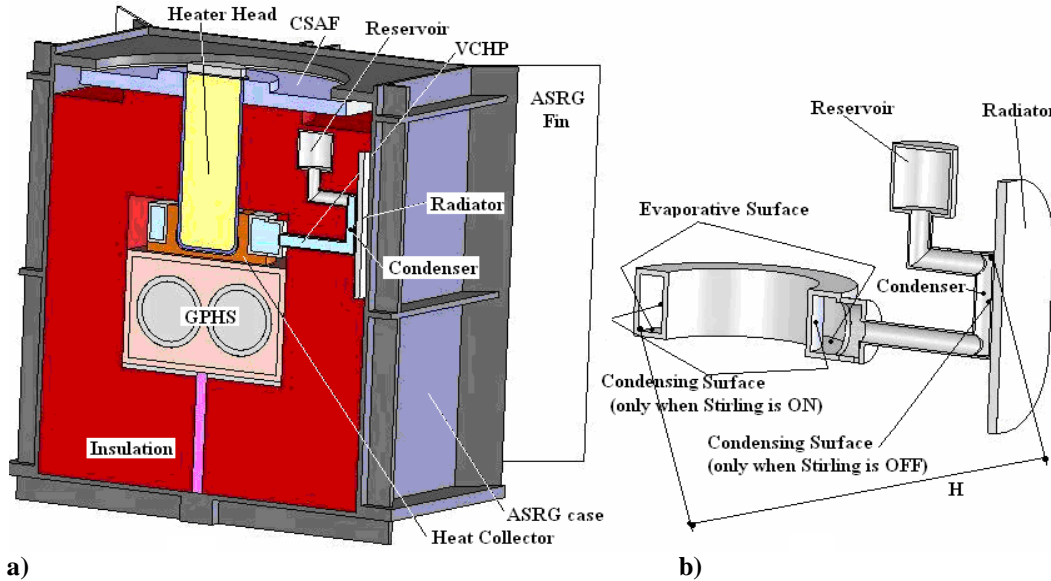 Heater Head
CSAF
Reservoir
VCHP
ASRG
Fin
Radiator
Condenser
GPHS
Insulation
ASRG case
Heat Collector
a)
Reservoir
Radiator
Evaporative Surface
Condenser
Condensing Surface
(only when Stirling is ON)
Condensing Surface
(only when Stirling is OFF)
H
b)